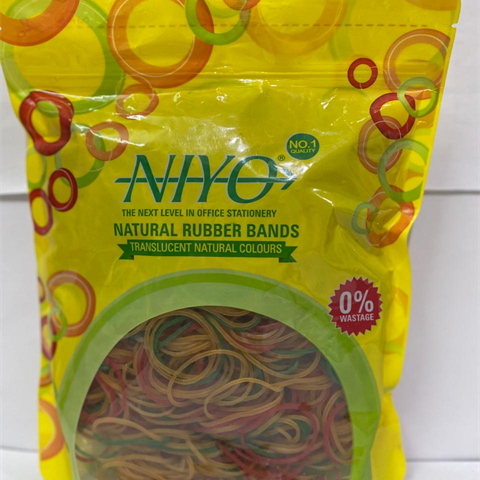 NO.1
QUALITY
NIYO®
THE NEXT LEVEL IN OFFICE STATIONERY
NATURAL RUBBER BANDS
TRANSLUCENT NATURAL COLOURS
0%
WASTAGE